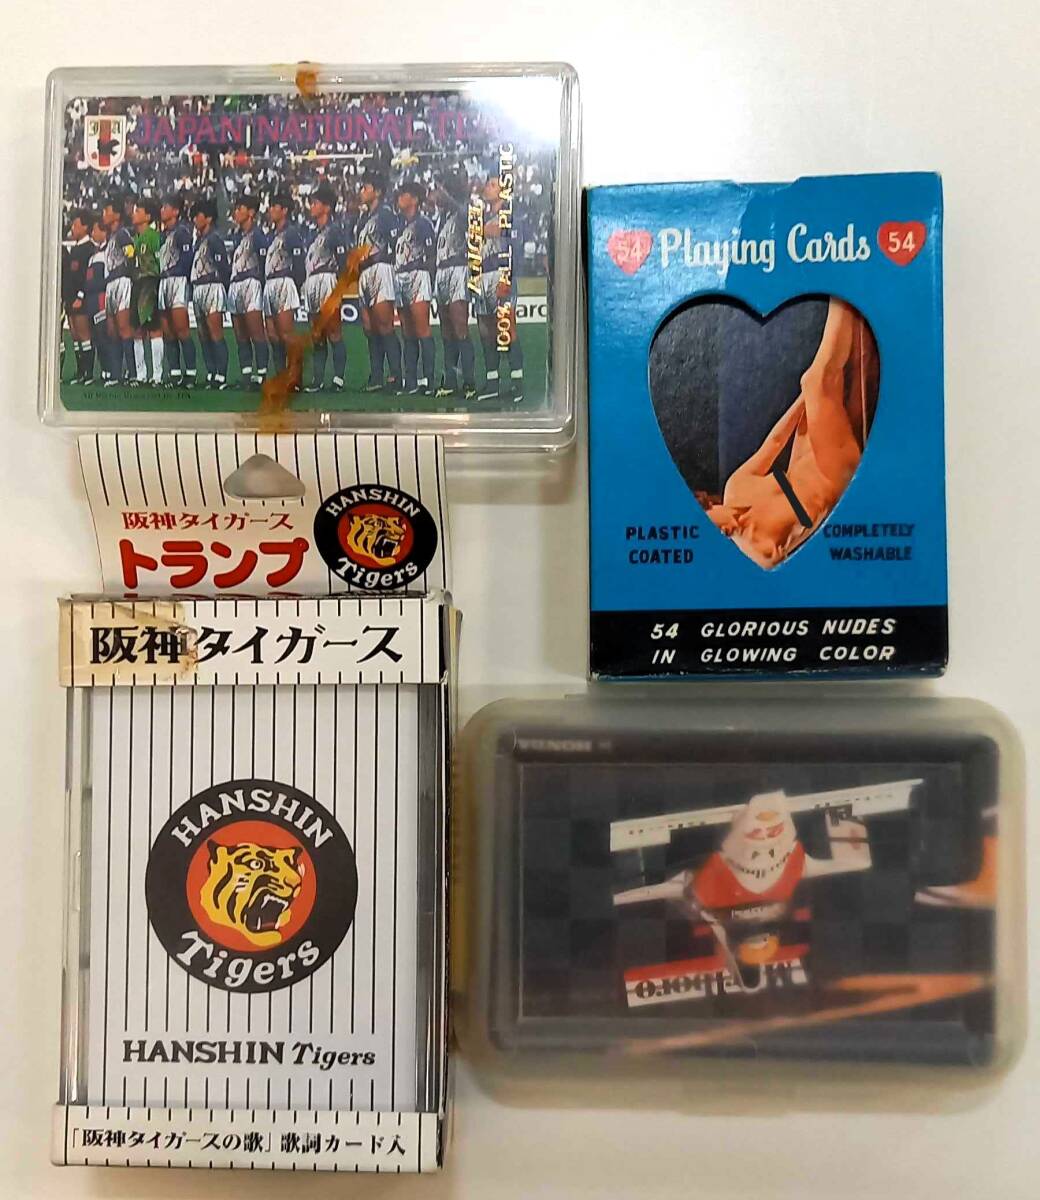 JAPAN NATIONAL TEA
ANGEL
100% ALL PLASTIC
54 Playing Cards 54
PLASTIC
COATED
COMPLETELY
WASHABLE
54 GLORIOUS NUDES
IN GLOWING COLOR
阪神タイガース
トランプ
HANSHIN
Tigers
阪神タイガース
HANSHIN
Tigers
HANSHIN Tigers
「阪神タイガースの歌」歌詞カード入
HONDA
Marlboro